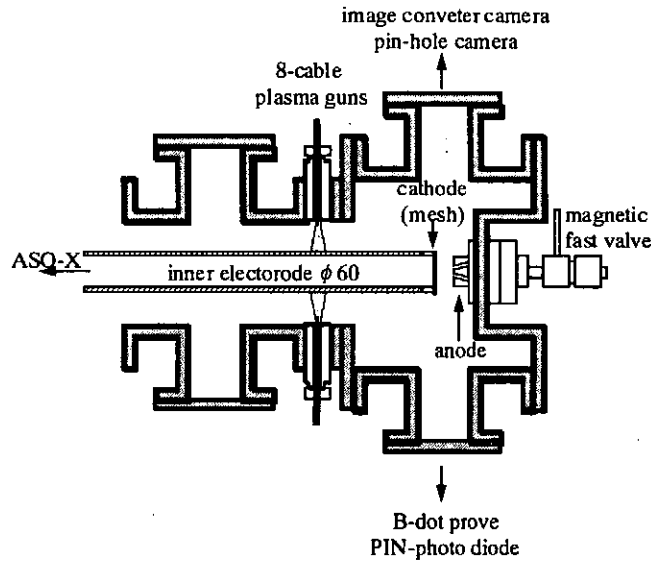 image conveter camera
pin-hole camera
8-cable
plasma guns
cathode
(mesh)
magnetic
fast valve
ASO-X
inner electorode ϕ 60
anode
B-dot prove
PIN-photo diode